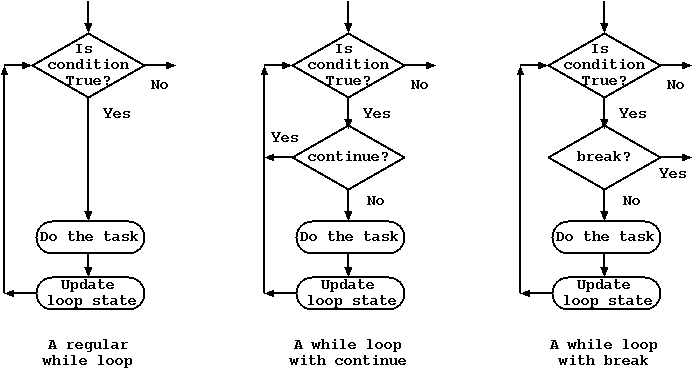 Is
condition
True?
No
Yes
Do the task
Update
loop state
A regular
while loop
Is
condition
True?
No
Yes
Yes
continue?
No
Do the task
Update
loop state
A while loop
with continue
Is
condition
True?
No
Yes
break?
Yes
No
Do the task
Update
loop state
A while loop
with break